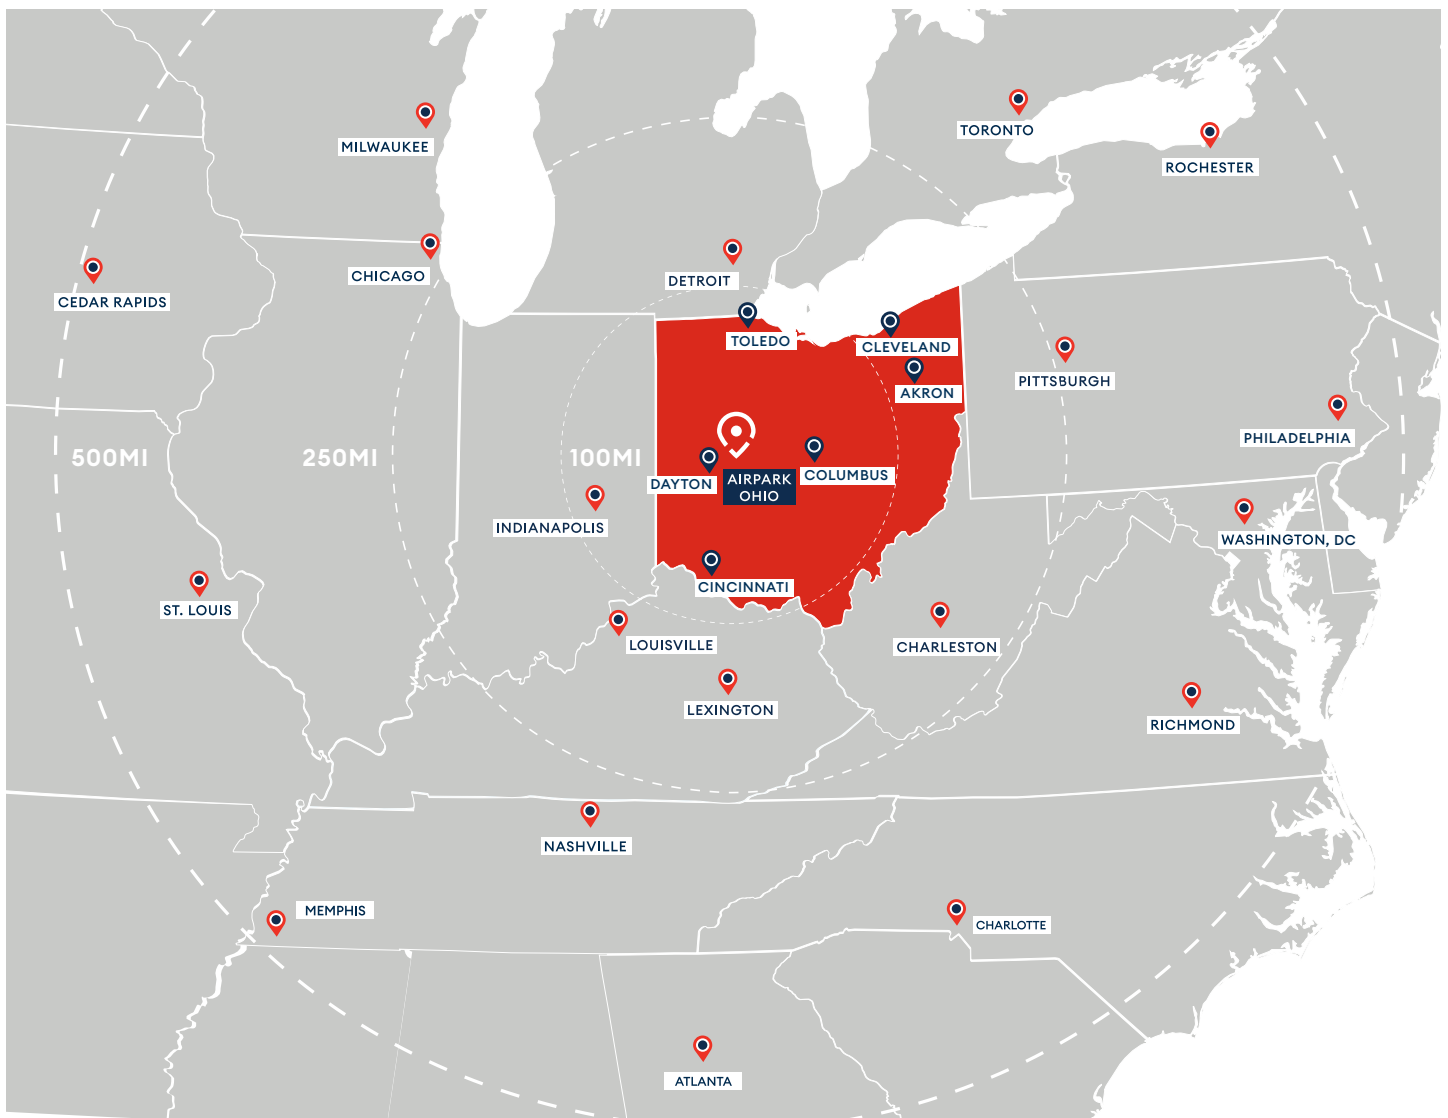 TORONTO
MILWAUKEE
ROCHESTER
CHICAGO
DETROIT
CEDAR RAPIDS
TOLEDO
CLEVELAND
PITTSBURGH
AKRON
PHILADELPHIA
500MI
250MI
100MI
COLUMBUS
DAYTON
AIRPARK
OHIO
INDIANAPOLIS
WASHINGTON, DC
CINCINNATI
ST. LOUIS
LOUISVILLE
CHARLESTON
LEXINGTON
RICHMOND
NASHVILLE
MEMPHIS
CHARLOTTE
ATLANTA